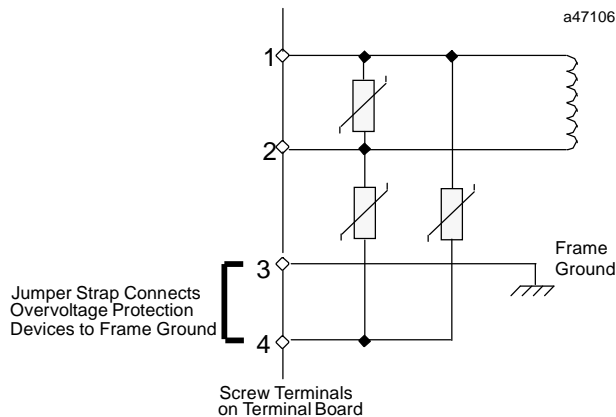 a47106
1
2
3
Frame
Ground
Jumper Strap Connects
Overvoltage Protection
Devices to Frame Ground
4
Screw Terminals
on Terminal Board